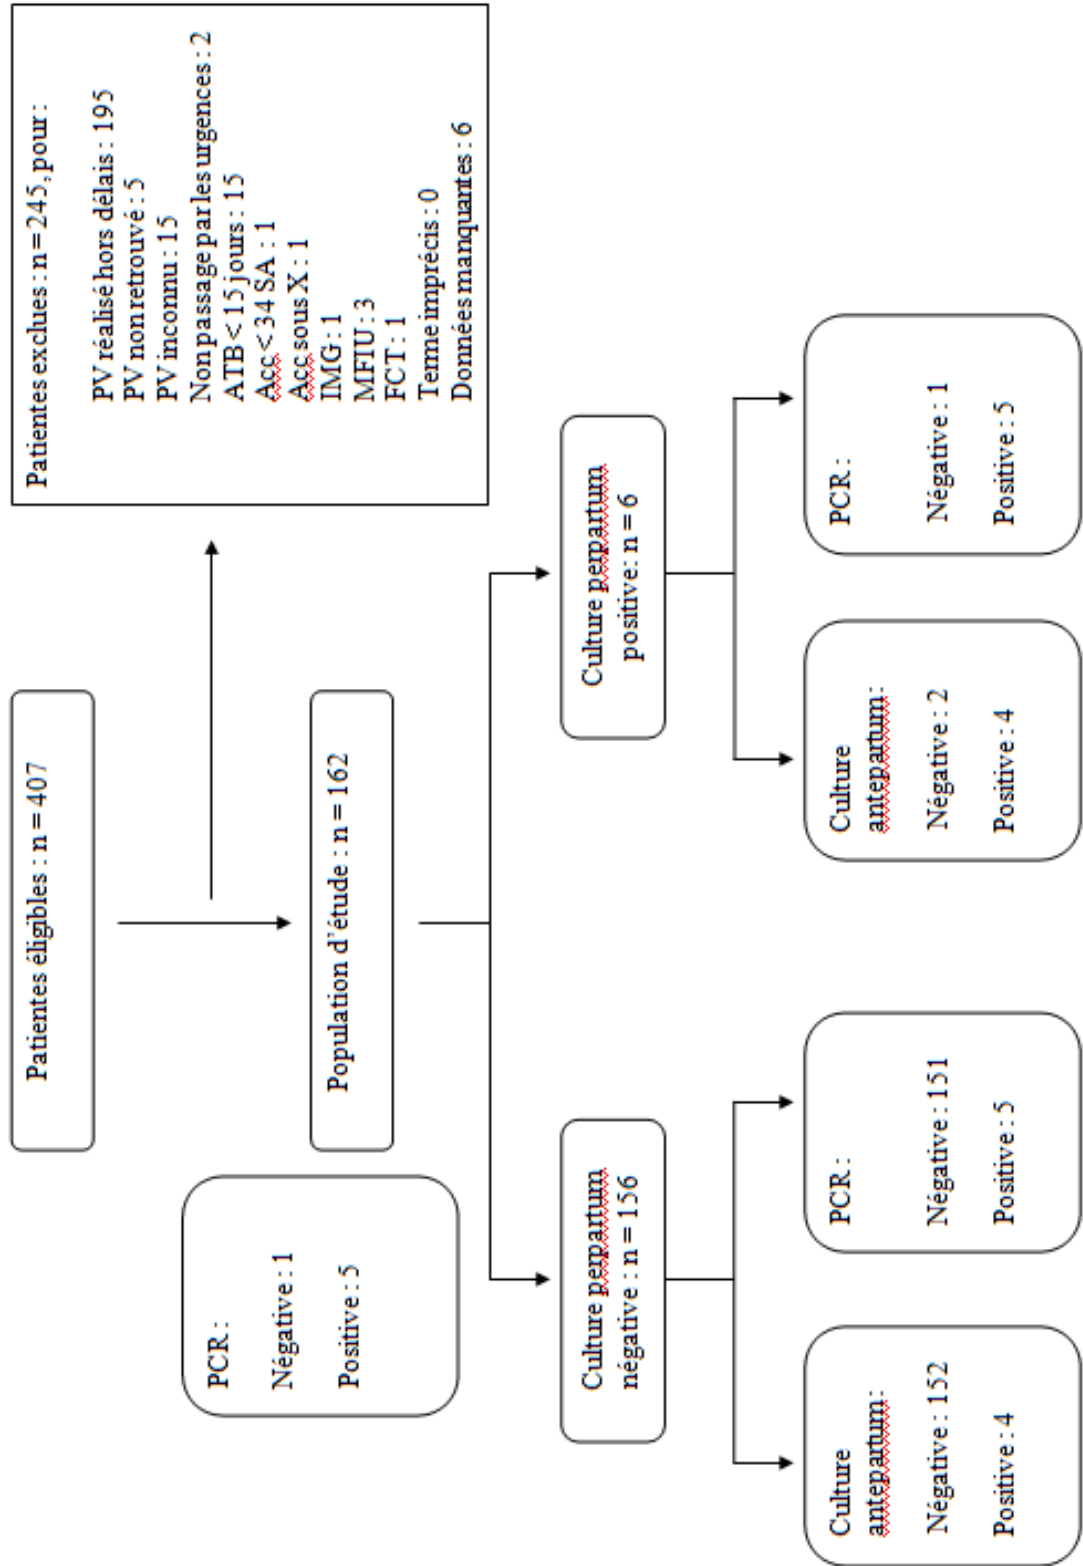 Patientes éligibles : n = 407
Patientes exclues : n = 245, pour :
PV réalisé hors délais : 195
PV non retrouvé : 5
PV inconnu : 15
Non passage par les urgences : 2
ATB < 15 jours : 15
Acc < 34 SA : 1
Acc sous X : 1
IMG : 1
MFIU : 3
FCT : 1
Terme imprécis : 0
Données manquantes : 6
PCR :
Négative : 1
Positive : 5
Population d'étude : n = 162
Culture perpartum
négative : n = 156
Culture perpartum
positive: n = 6
Culture
antepartum:
Négative : 152
Positive : 4
PCR :
Négative : 151
Positive : 5
Culture
antepartum:
Négative : 2
Positive : 4
PCR :
Négative : 1
Positive : 5